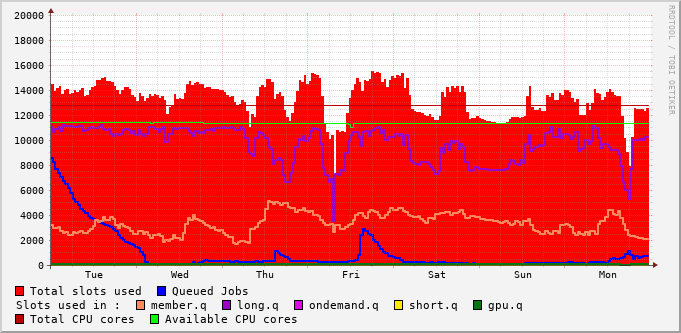 RRDTOOL / TOBI OETIKER
20000
18000
16000
14000
12000
10000
8000
6000
4000
2000
0
Tue Wed Thu Fri Sat Sun Mon
Total slots used Queued Jobs
Slots used in : member.q long.q ondemand.q short.q gpu.q
Total CPU cores Available CPU cores